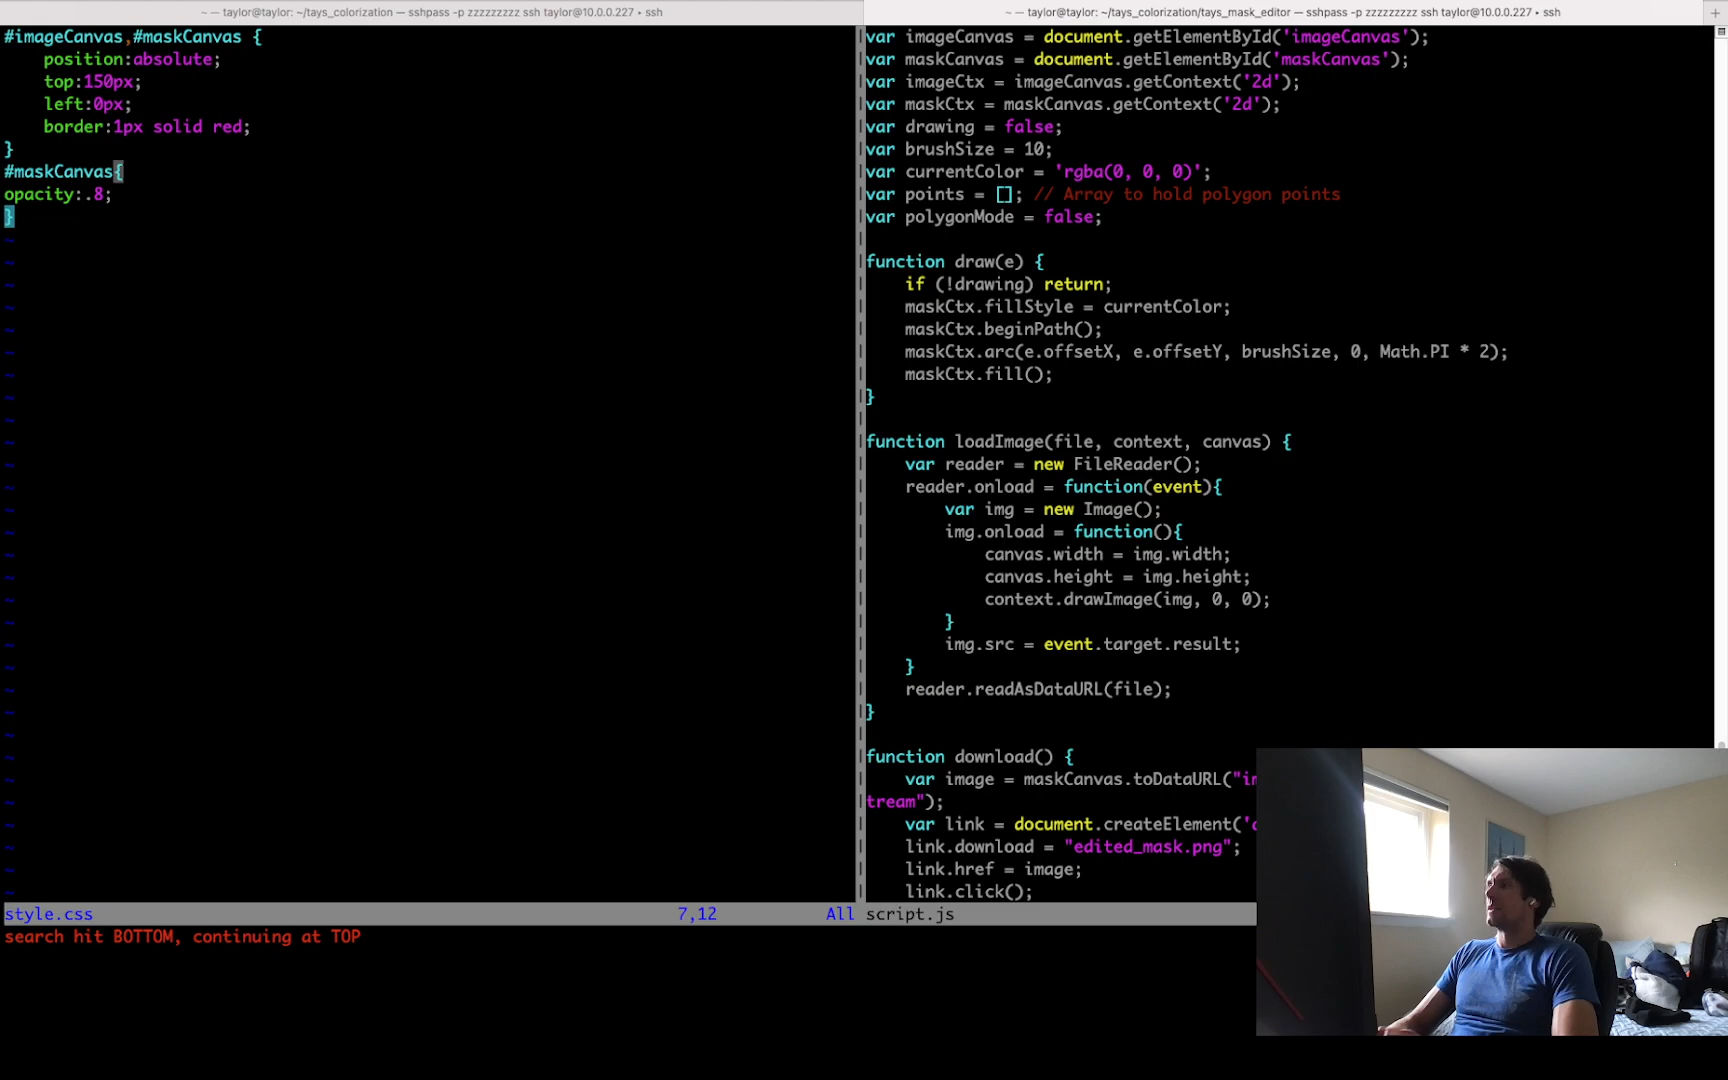 ~ — taylor@taylor: ~/tays_colorization — sshpass -p zzzzzzzzz ssh taylor@10.0.0.227 • ssh
~ — taylor@taylor: ~/tays_colorization/tays_mask_editor — sshpass -p zzzzzzzzz ssh taylor@10.0.0.227 • ssh
#imageCanvas,#maskCanvas {
position:absolute;
top:150px;
left:0px;
border:1px solid red;
}
#maskCanvas{
opacity:.8;
}
style.css 7,12 All
search hit BOTTOM, continuing at TOP
var imageCanvas = document.getElementById('imageCanvas');
var maskCanvas = document.getElementById('maskCanvas');
var imageCtx = imageCanvas.getContext('2d');
var maskCtx = maskCanvas.getContext('2d');
var drawing = false;
var brushSize = 10;
var currentColor = 'rgba(0, 0, 0)';
var points = []; // Array to hold polygon points
var polygonMode = false;
function draw(e) {
if (!drawing) return;
maskCtx.fillStyle = currentColor;
maskCtx.beginPath();
maskCtx.arc(e.offsetX, e.offsetY, brushSize, 0, Math.PI * 2);
maskCtx.fill();
}
function loadImage(file, context, canvas) {
var reader = new FileReader();
reader.onload = function(event){
var img = new Image();
img.onload = function(){
canvas.width = img.width;
canvas.height = img.height;
context.drawImage(img, 0, 0);
}
img.src = event.target.result;
}
reader.readAsDataURL(file);
}
function download() {
var image = maskCanvas.toDataURL("im
tream");
var link = document.createElement('
link.download = "edited_mask.png";
link.href = image;
link.click();
script.js